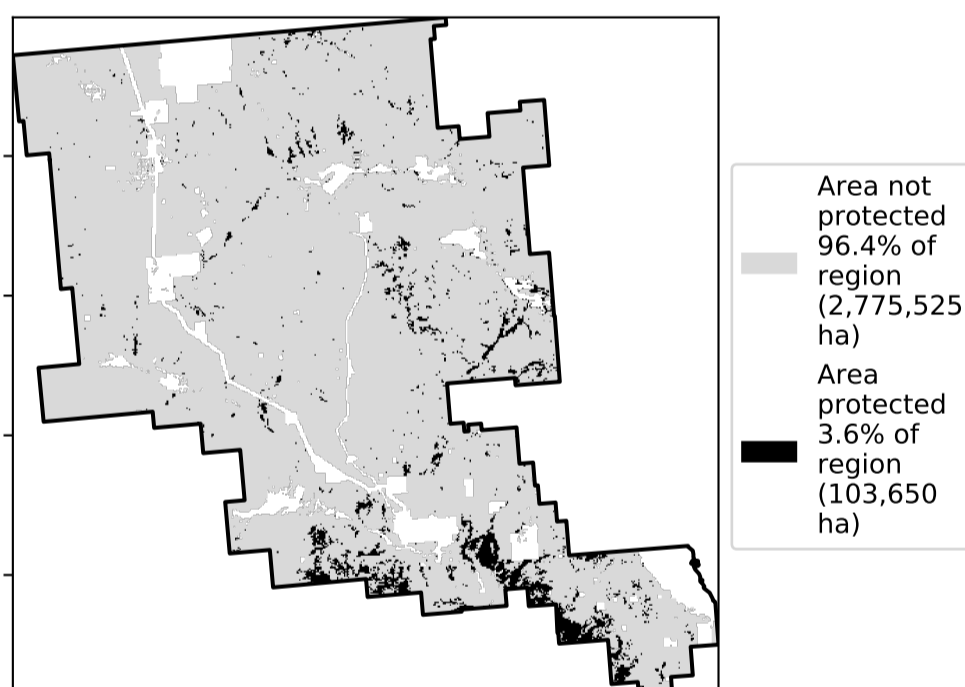 Area not
protected
96.4% of
region
(2,775,525
ha)
Area
protected
3.6% of
region
(103,650
ha)